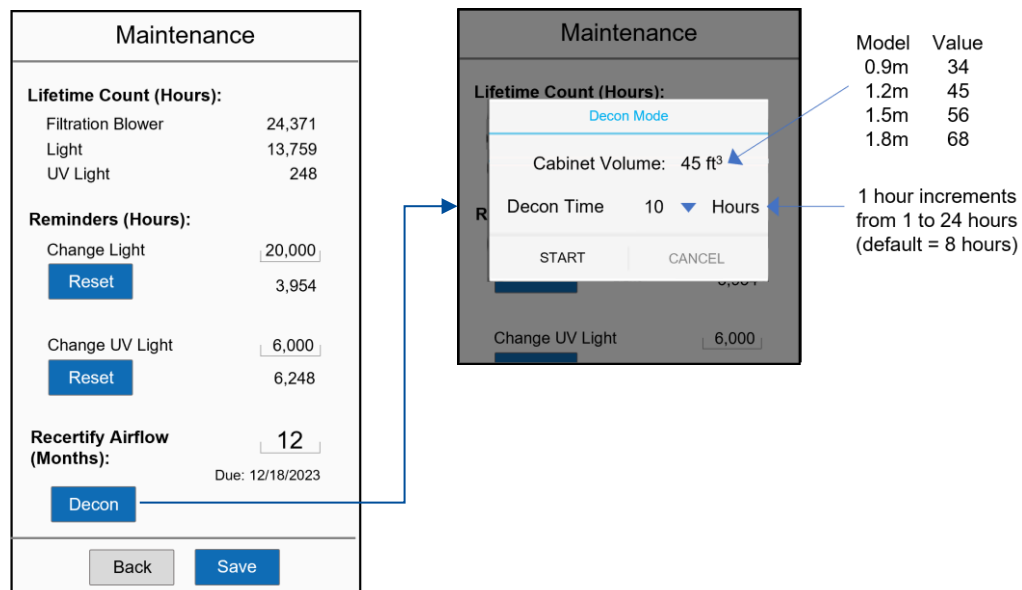 Maintenance
Lifetime Count (Hours):
Filtration Blower 24,371
Light 13,759
UV Light 248
Reminders (Hours):
Change Light 20,000
Reset 3,954
Change UV Light 6,000
Reset 6,248
Recertify Airflow 12
(Months):
Due: 12/18/2023
Decon
Back Save
Maintenance
Lifetime Count (Hours):
Decon Mode
Cabinet Volume: 45 ft³
R
Decon Time 10 Hours
START CANCEL
Change UV Light 6,000
Model Value
0.9m 34
1.2m 45
1.5m 56
1.8m 68
1 hour increments
from 1 to 24 hours
(default = 8 hours)